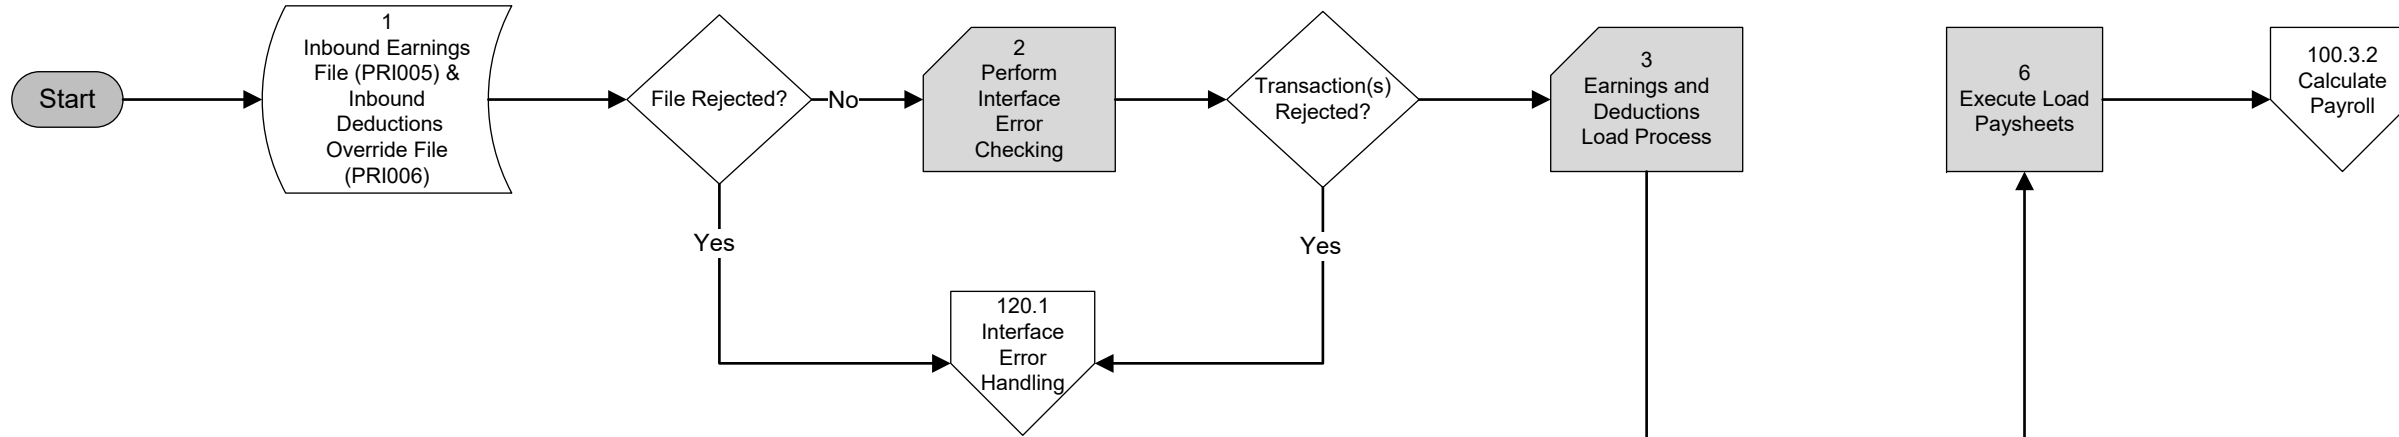 Start
1
Inbound Earnings
File (PRI005) &
Inbound
Deductions
Override File
(PRI006)
File Rejected?
No
2
Perform
Interface
Error
Checking
Transaction(s)
Rejected?
3
Earnings and
Deductions
Load Process
6
Execute Load
Paysheets
100.3.2
Calculate
Payroll
Yes
Yes
120.1
Interface
Error
Handling